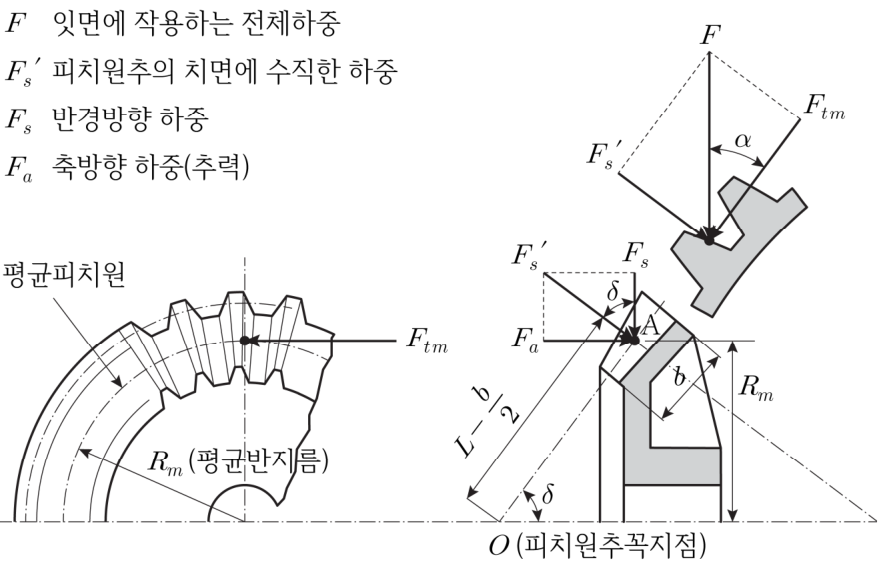 F 잇면에 작용하는 전체하중
Fs′ 피치원추의 치면에 수직한 하중
Fs 반경방향 하중
Fa 축방향 하중(추력)
F
Ftm
α
Fs′
평균피치원
Fs′
Fs
δ
A
Ftm
Fa
b
Rm
L − b/2
Rm (평균반지름)
δ
O (피치원추꼭지점)